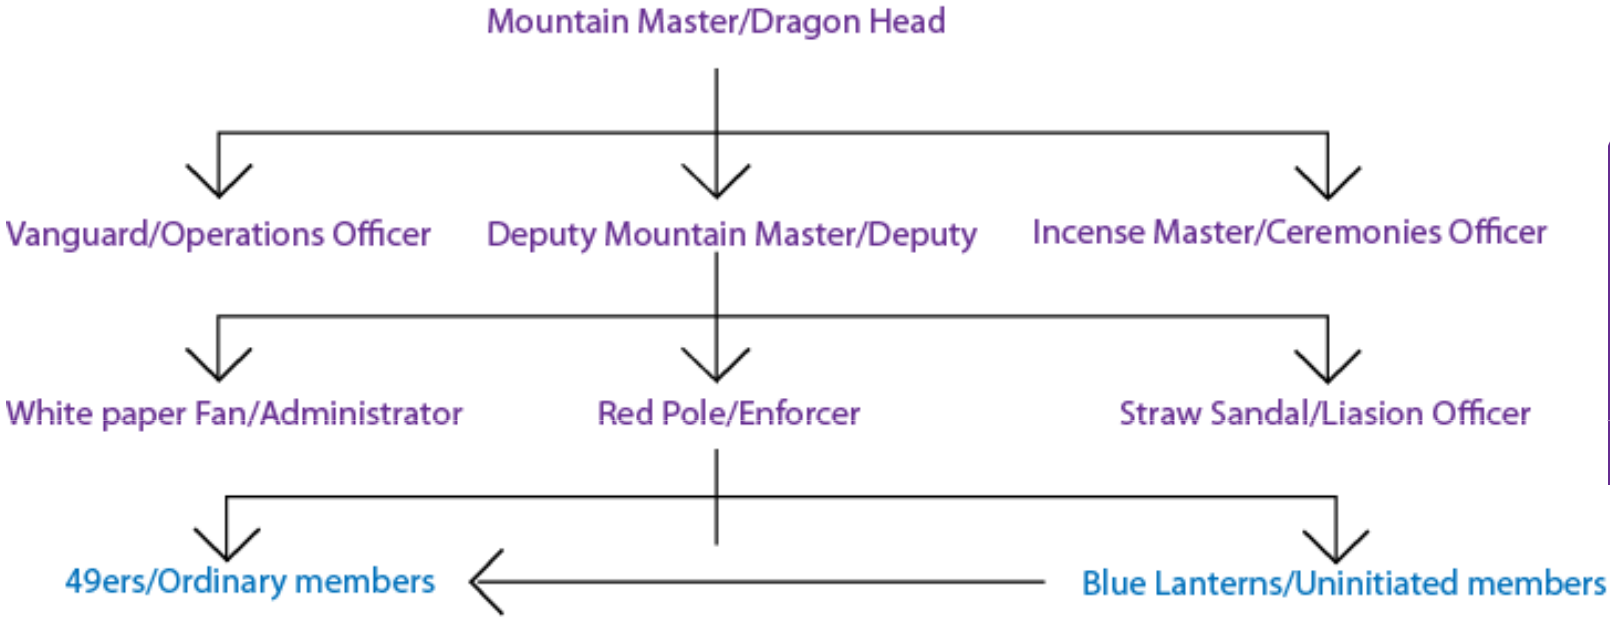 Mountain Master/Dragon Head
Vanguard/Operations Officer
Deputy Mountain Master/Deputy
Incense Master/Ceremonies Officer
White paper Fan/Administrator
Red Pole/Enforcer
Straw Sandal/Liasion Officer
49ers/Ordinary members
Blue Lanterns/Uninitiated members